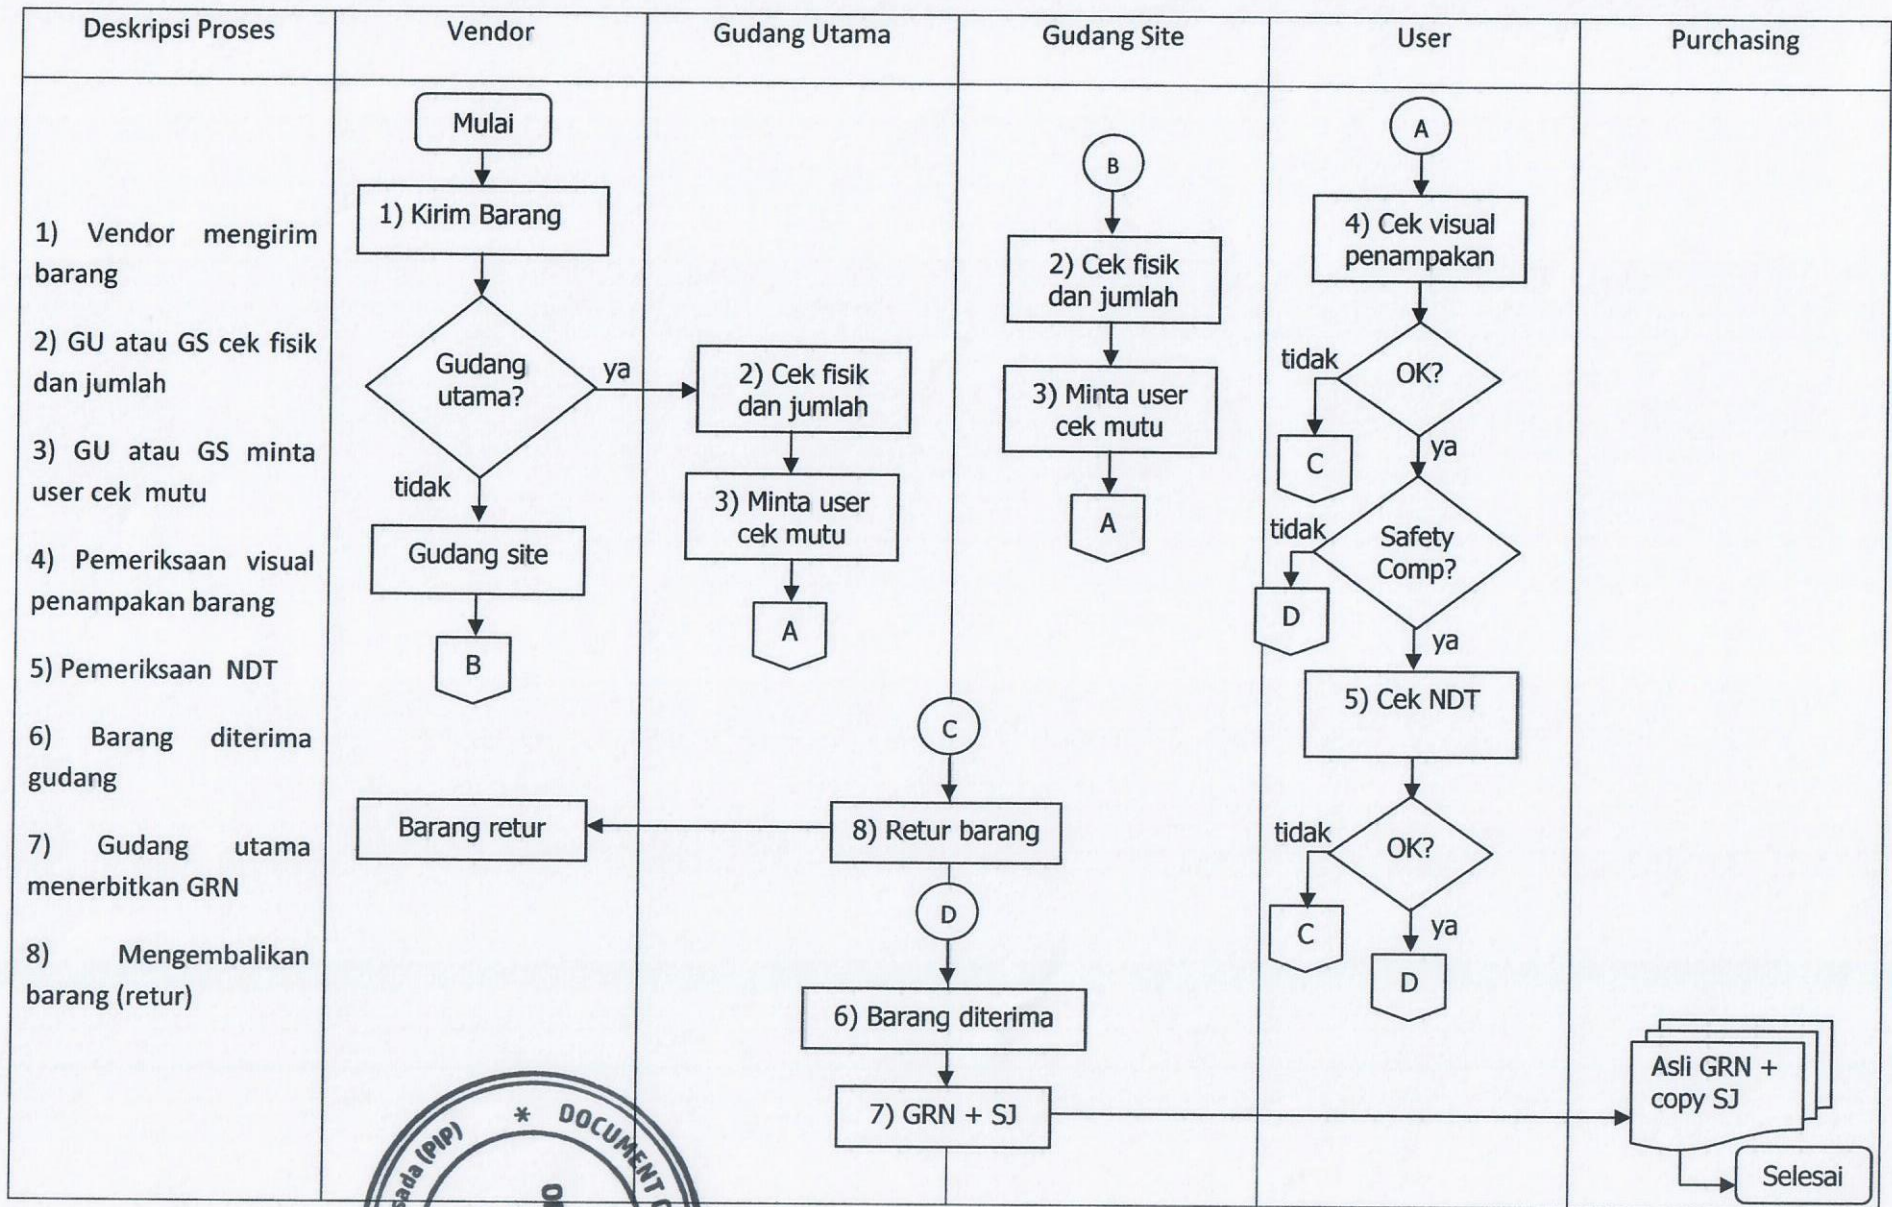 Deskripsi Proses
Vendor
Gudang Utama
Gudang Site
User
Purchasing
1) Vendor mengirim
barang
2) GU atau GS cek fisik
dan jumlah
3) GU atau GS minta
user cek mutu
4) Pemeriksaan visual
penampakan barang
5) Pemeriksaan NDT
6) Barang diterima
gudang
7) Gudang utama
menerbitkan GRN
8) Mengembalikan
barang (retur)
Mulai
1) Kirim Barang
Gudang
utama?
ya
tidak
Gudang site
B
Barang retur
2) Cek fisik
dan jumlah
3) Minta user
cek mutu
A
B
2) Cek fisik
dan jumlah
3) Minta user
cek mutu
A
C
8) Retur barang
D
6) Barang diterima
7) GRN + SJ
A
4) Cek visual
penampakan
OK?
tidak
C
ya
Safety
Comp?
tidak
D
ya
5) Cek NDT
OK?
tidak
C
ya
D
Asli GRN +
copy SJ
Selesai
(PIP) * DOCUMENT